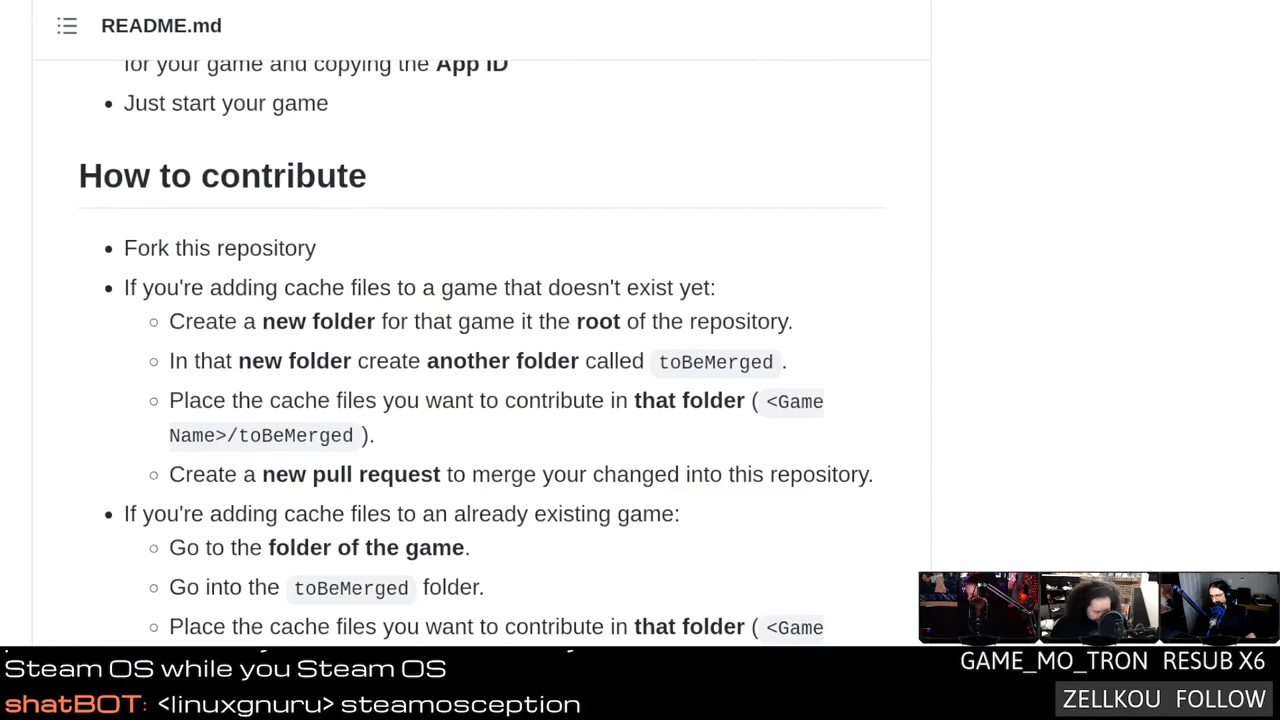 README.md
for your game and copying the App ID
Just start your game
How to contribute
Fork this repository
If you're adding cache files to a game that doesn't exist yet:
Create a new folder for that game it the root of the repository.
In that new folder create another folder called toBeMerged.
Place the cache files you want to contribute in that folder ( <Game
Name>/toBeMerged ).
Create a new pull request to merge your changed into this repository.
If you're adding cache files to an already existing game:
Go to the folder of the game.
Go into the toBeMerged folder.
Place the cache files you want to contribute in that folder ( <Game
Steam OS while you Steam OS
shatBOT: <linuxgnuru> steamosception
GAME_MO_TRON RESUB X6
ZELLKOU FOLLOW